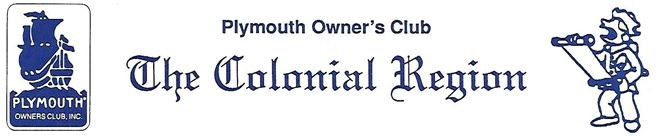 PLYMOUTH
OWNERS CLUB, INC.
Plymouth Owner's Club
The Colonial Region